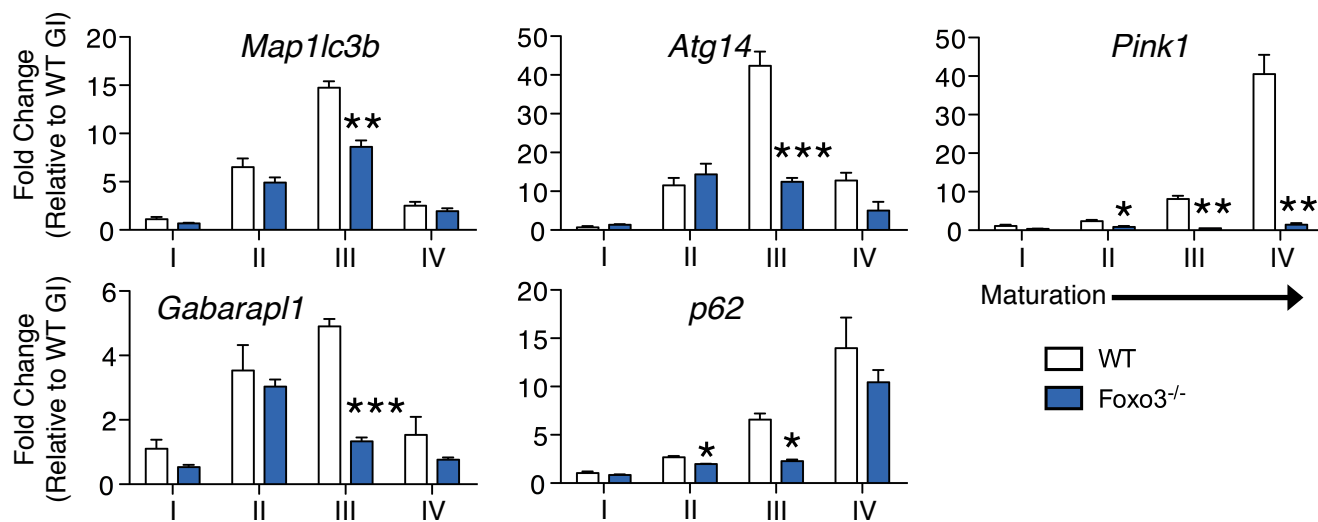 Fold Change
(Relative to WT GI)
Map1lc3b
20
15
10
5
0
**
I II III IV
Atg14
50
40
30
20
10
0
***
I II III IV
Pink1
50
40
30
20
10
0
* ** **
I II III IV
Maturation
Fold Change
(Relative to WT GI)
Gabarapl1
6
4
2
0
***
I II III IV
p62
20
15
10
5
0
* *
I II III IV
WT
Foxo3-/-